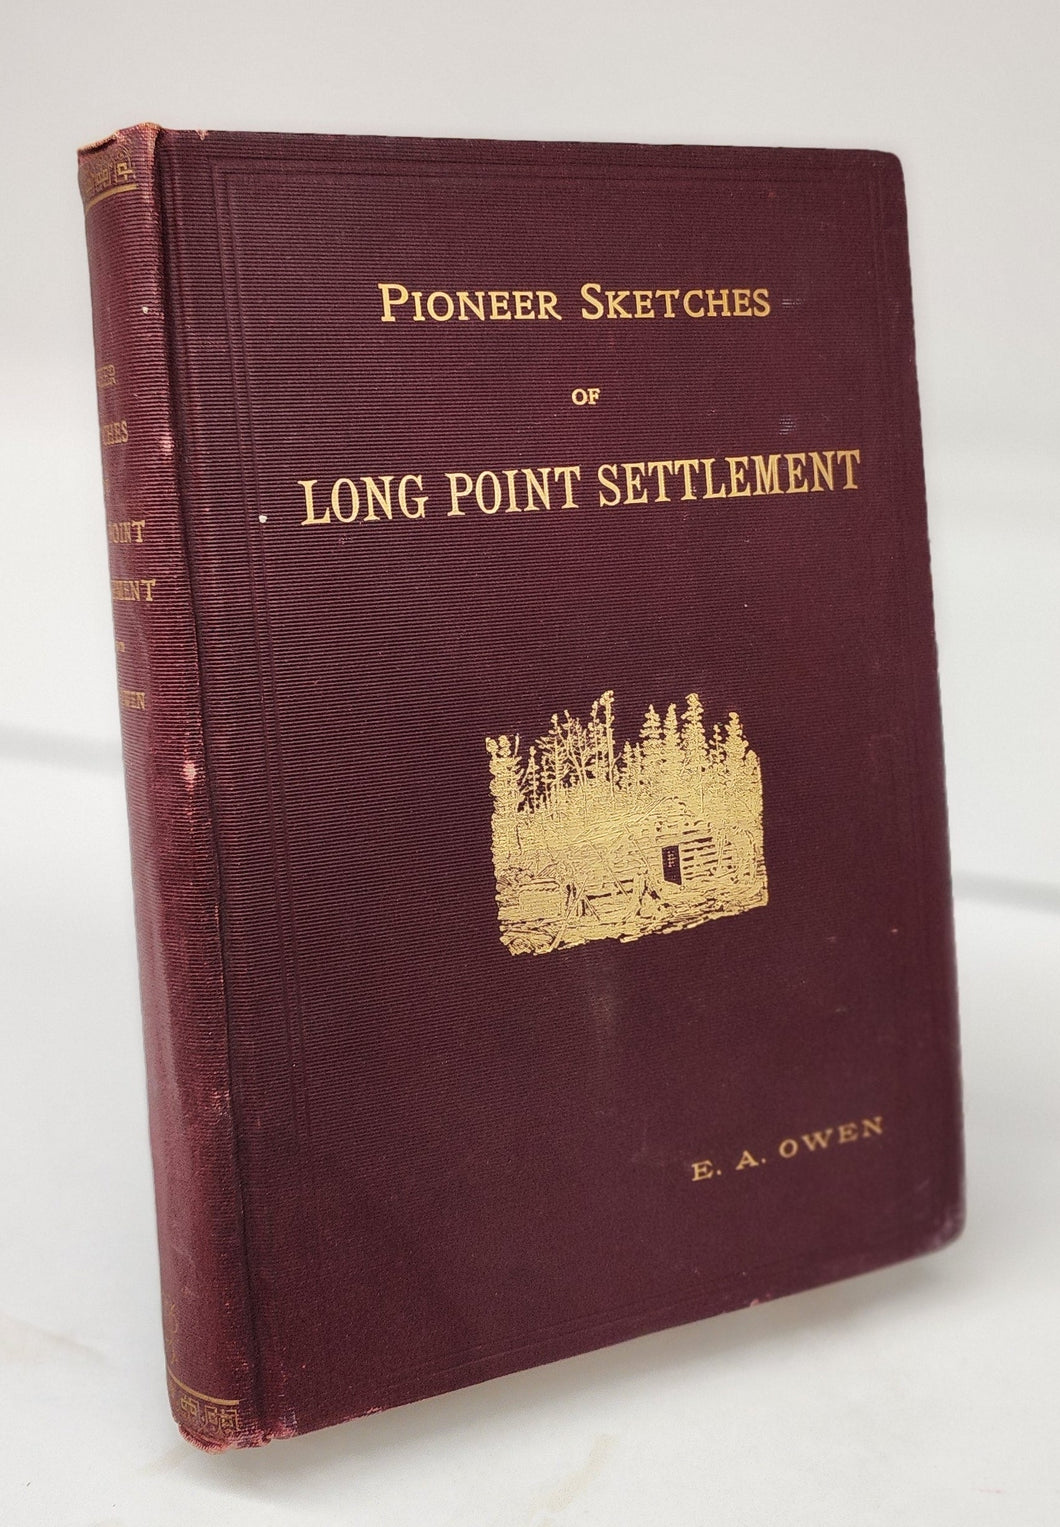 PIONEER SKETCHES
OF
LONG POINT SETTLEMENT
E. A. OWEN